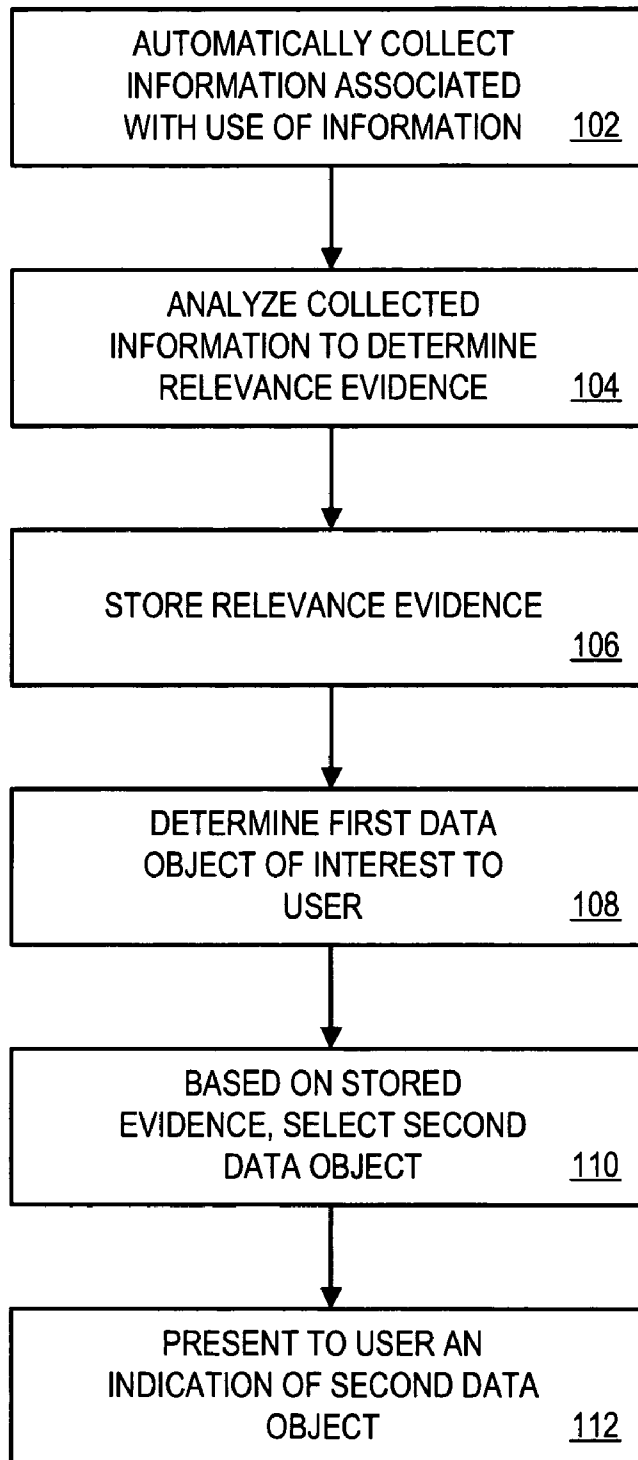 AUTOMATICALLY COLLECT
INFORMATION ASSOCIATED
WITH USE OF INFORMATION 102
ANALYZE COLLECTED
INFORMATION TO DETERMINE
RELEVANCE EVIDENCE 104
STORE RELEVANCE EVIDENCE
106
DETERMINE FIRST DATA
OBJECT OF INTEREST TO
USER 108
BASED ON STORED
EVIDENCE, SELECT SECOND
DATA OBJECT 110
PRESENT TO USER AN
INDICATION OF SECOND DATA
OBJECT 112